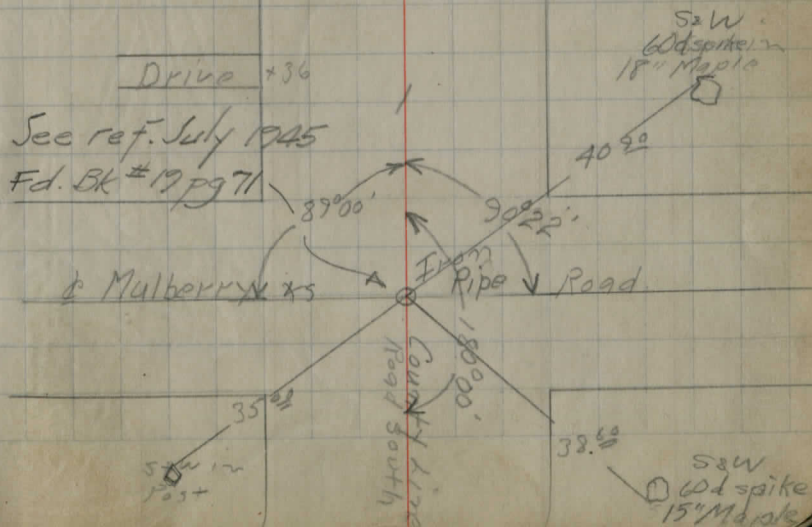 S&W
60d spike in
18" Maple
Drive +36
See ref. July 1945
Fd. Bk #19 pg 71
40.90
89°00'
90°22'
Iron
Pipe
℄ Mulberry xs Road
180°00'
County Line
Road South
35
38.60
S&W in
Post
S&W
60d spike
15" Maple